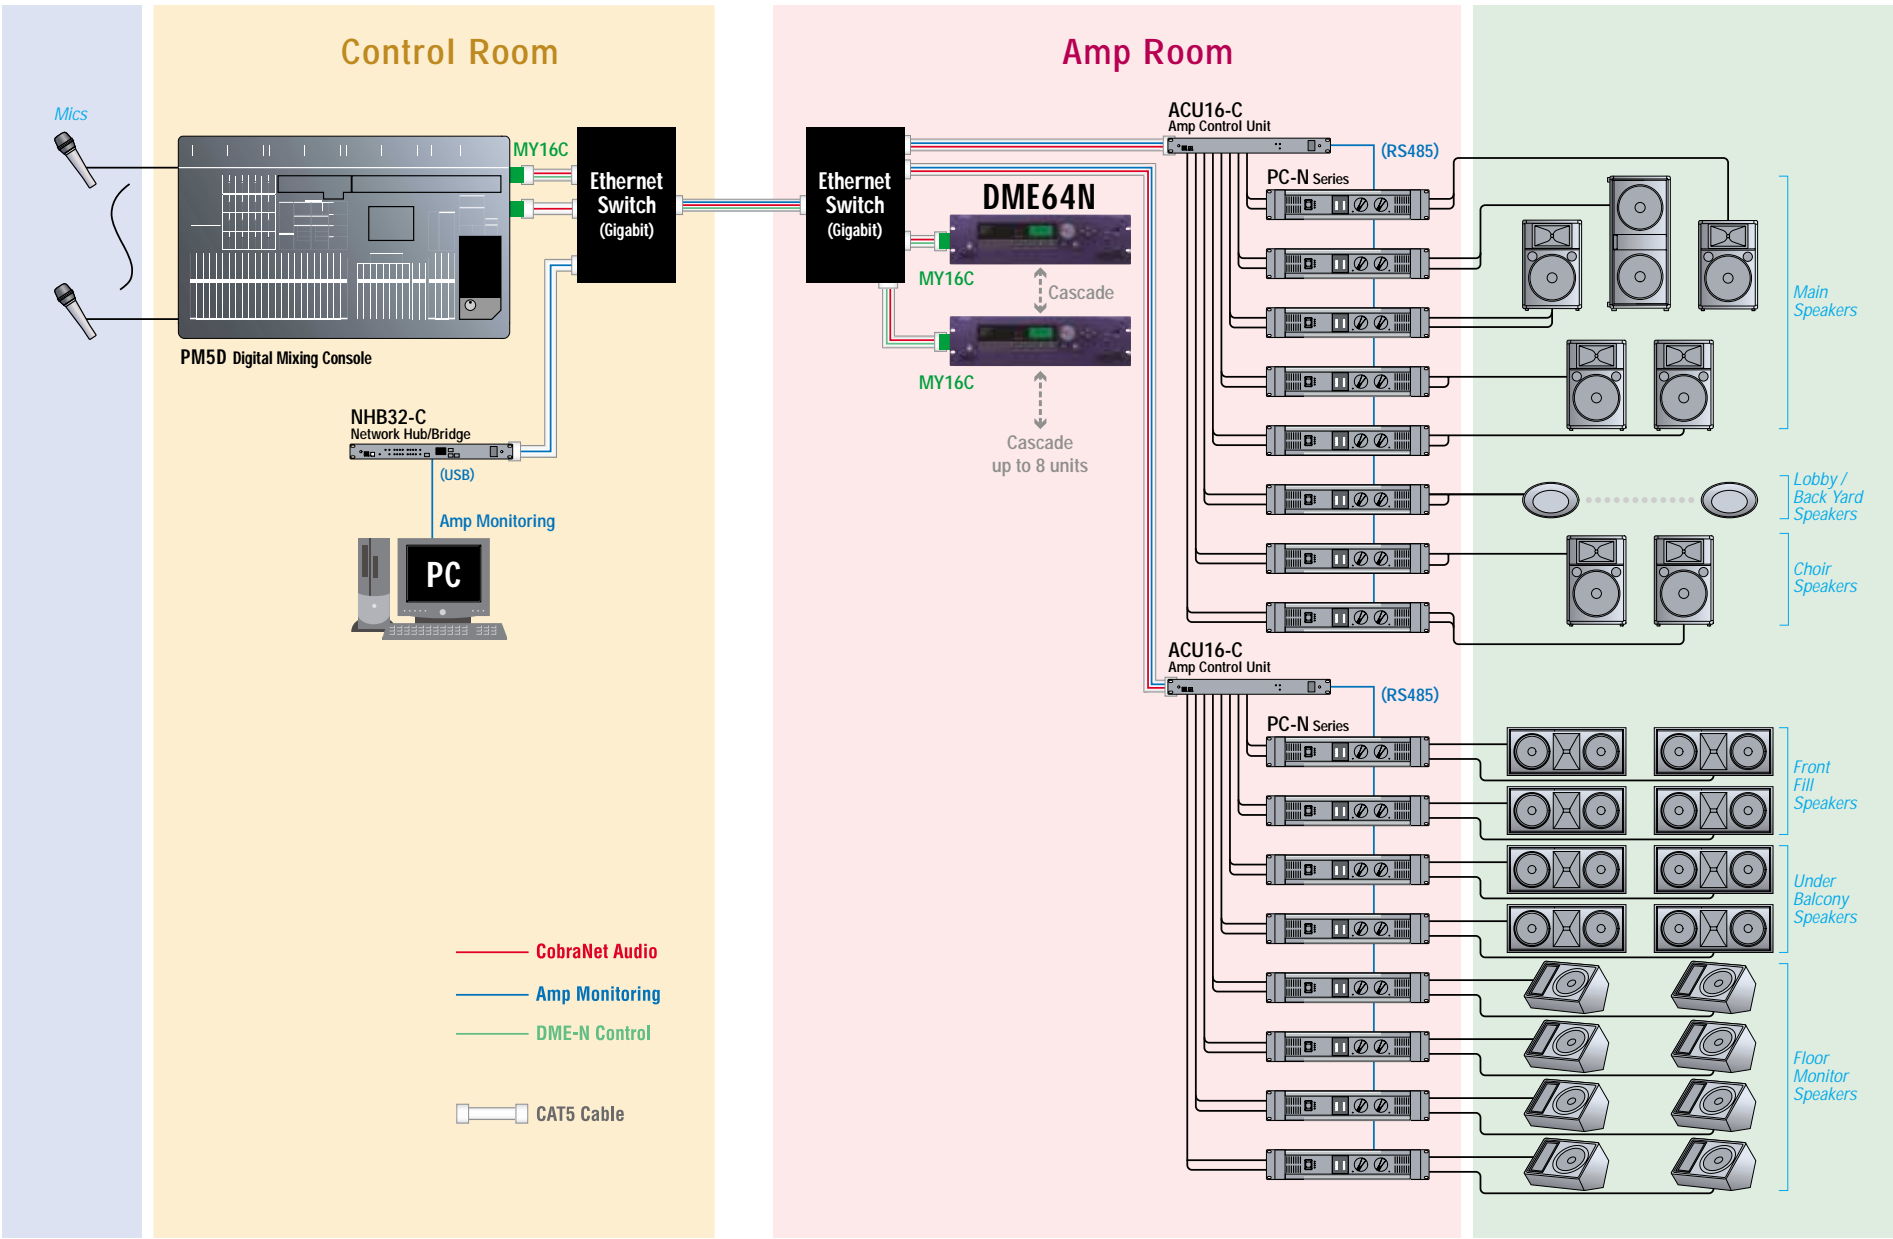 Control Room
Amp Room
Mics
MY16C
Ethernet
Switch
(Gigabit)
PM5D Digital Mixing Console
NHB32-C
Network Hub/Bridge
(USB)
Amp Monitoring
PC
CobraNet Audio
Amp Monitoring
DME-N Control
CAT5 Cable
Ethernet
Switch
(Gigabit)
DME64N
MY16C
Cascade
MY16C
Cascade
up to 8 units
ACU16-C
Amp Control Unit
(RS485)
PC-N Series
ACU16-C
Amp Control Unit
(RS485)
PC-N Series
Main
Speakers
Lobby /
Back Yard
Speakers
Choir
Speakers
Front
Fill
Speakers
Under
Balcony
Speakers
Floor
Monitor
Speakers